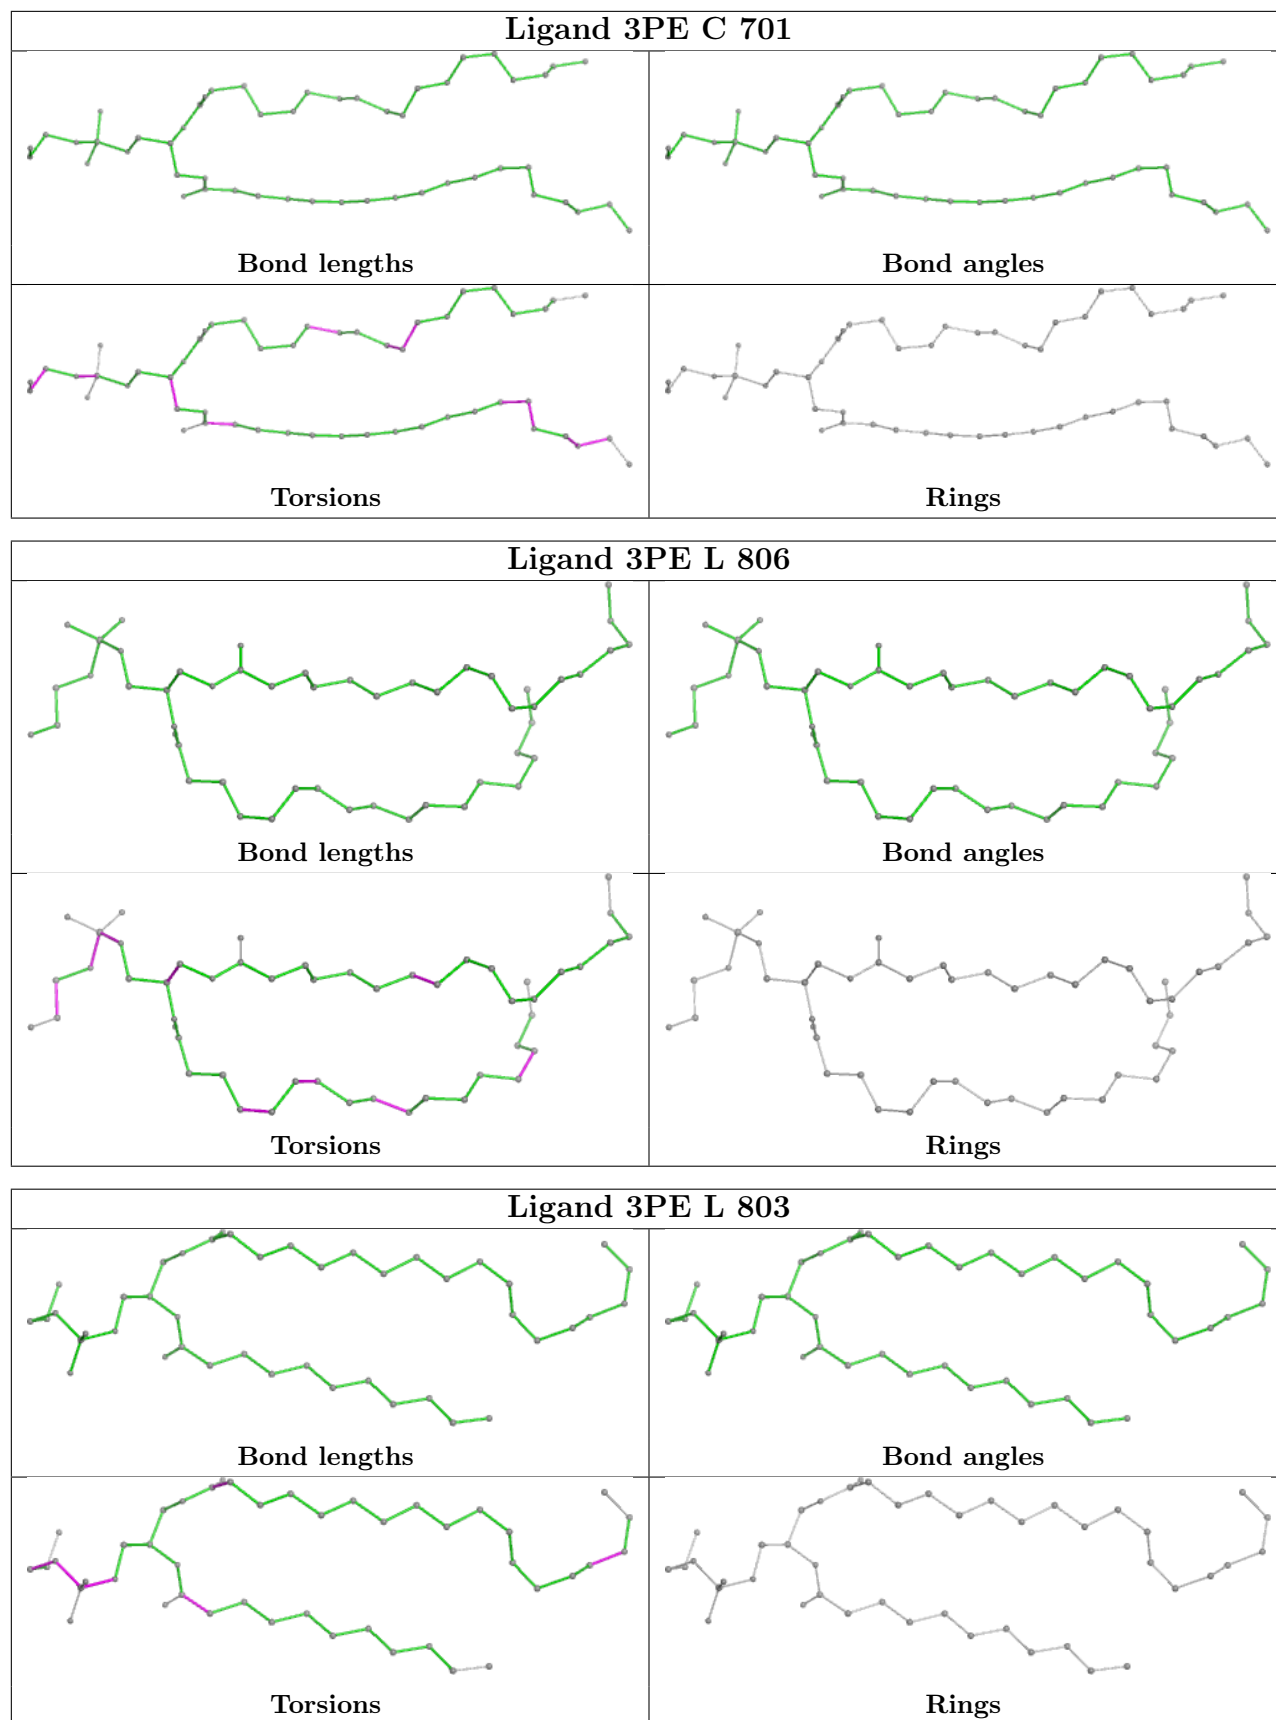 Ligand 3PE C 701
Bond lengths
Bond angles
Torsions
Rings
Ligand 3PE L 806
Bond lengths
Bond angles
Torsions
Rings
Ligand 3PE L 803
Bond lengths
Bond angles
Torsions
Rings